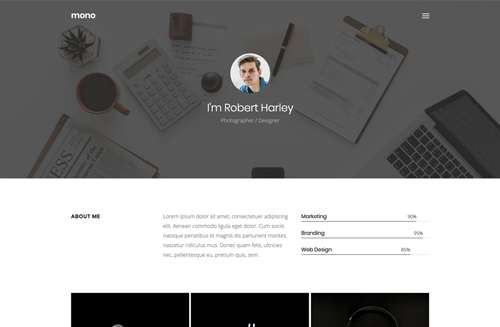 mono
I'm Robert Harley
Photographer / Designer
BUSINESS
ABOUT ME
Lorem ipsum dolor sit amet, consectetuer adipiscing
elit. Aenean commodo ligula eget dolor. Cum sociis
natoque penatibus et magnis dis parturient montes,
nascetur ridiculus mus. Donec quam felis, ultricies
nec, pellentesque eu, pretium quis, sem.
Marketing 90%
Branding 95%
Web Design 85%